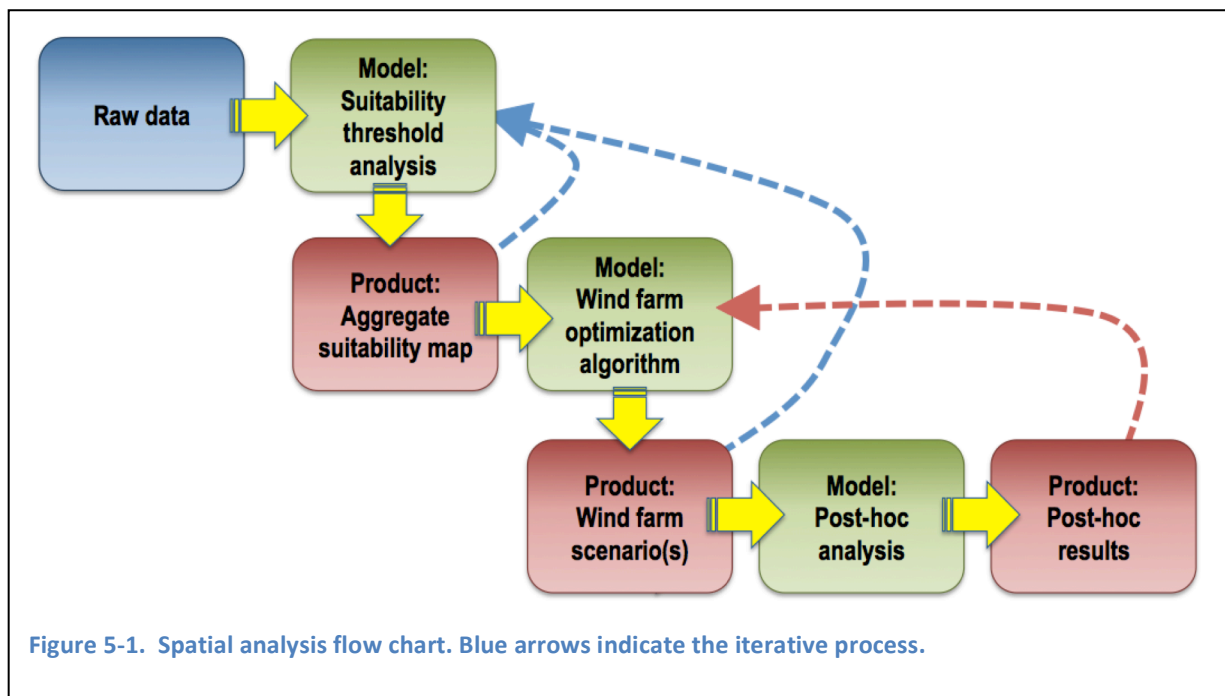 Raw data
Model:
Suitability
threshold
analysis
Product:
Aggregate
suitability map
Model:
Wind farm
optimization
algorithm
Product:
Wind farm
scenario(s)
Model:
Post-hoc
analysis
Product:
Post-hoc
results
Figure 5-1. Spatial analysis flow chart. Blue arrows indicate the iterative process.